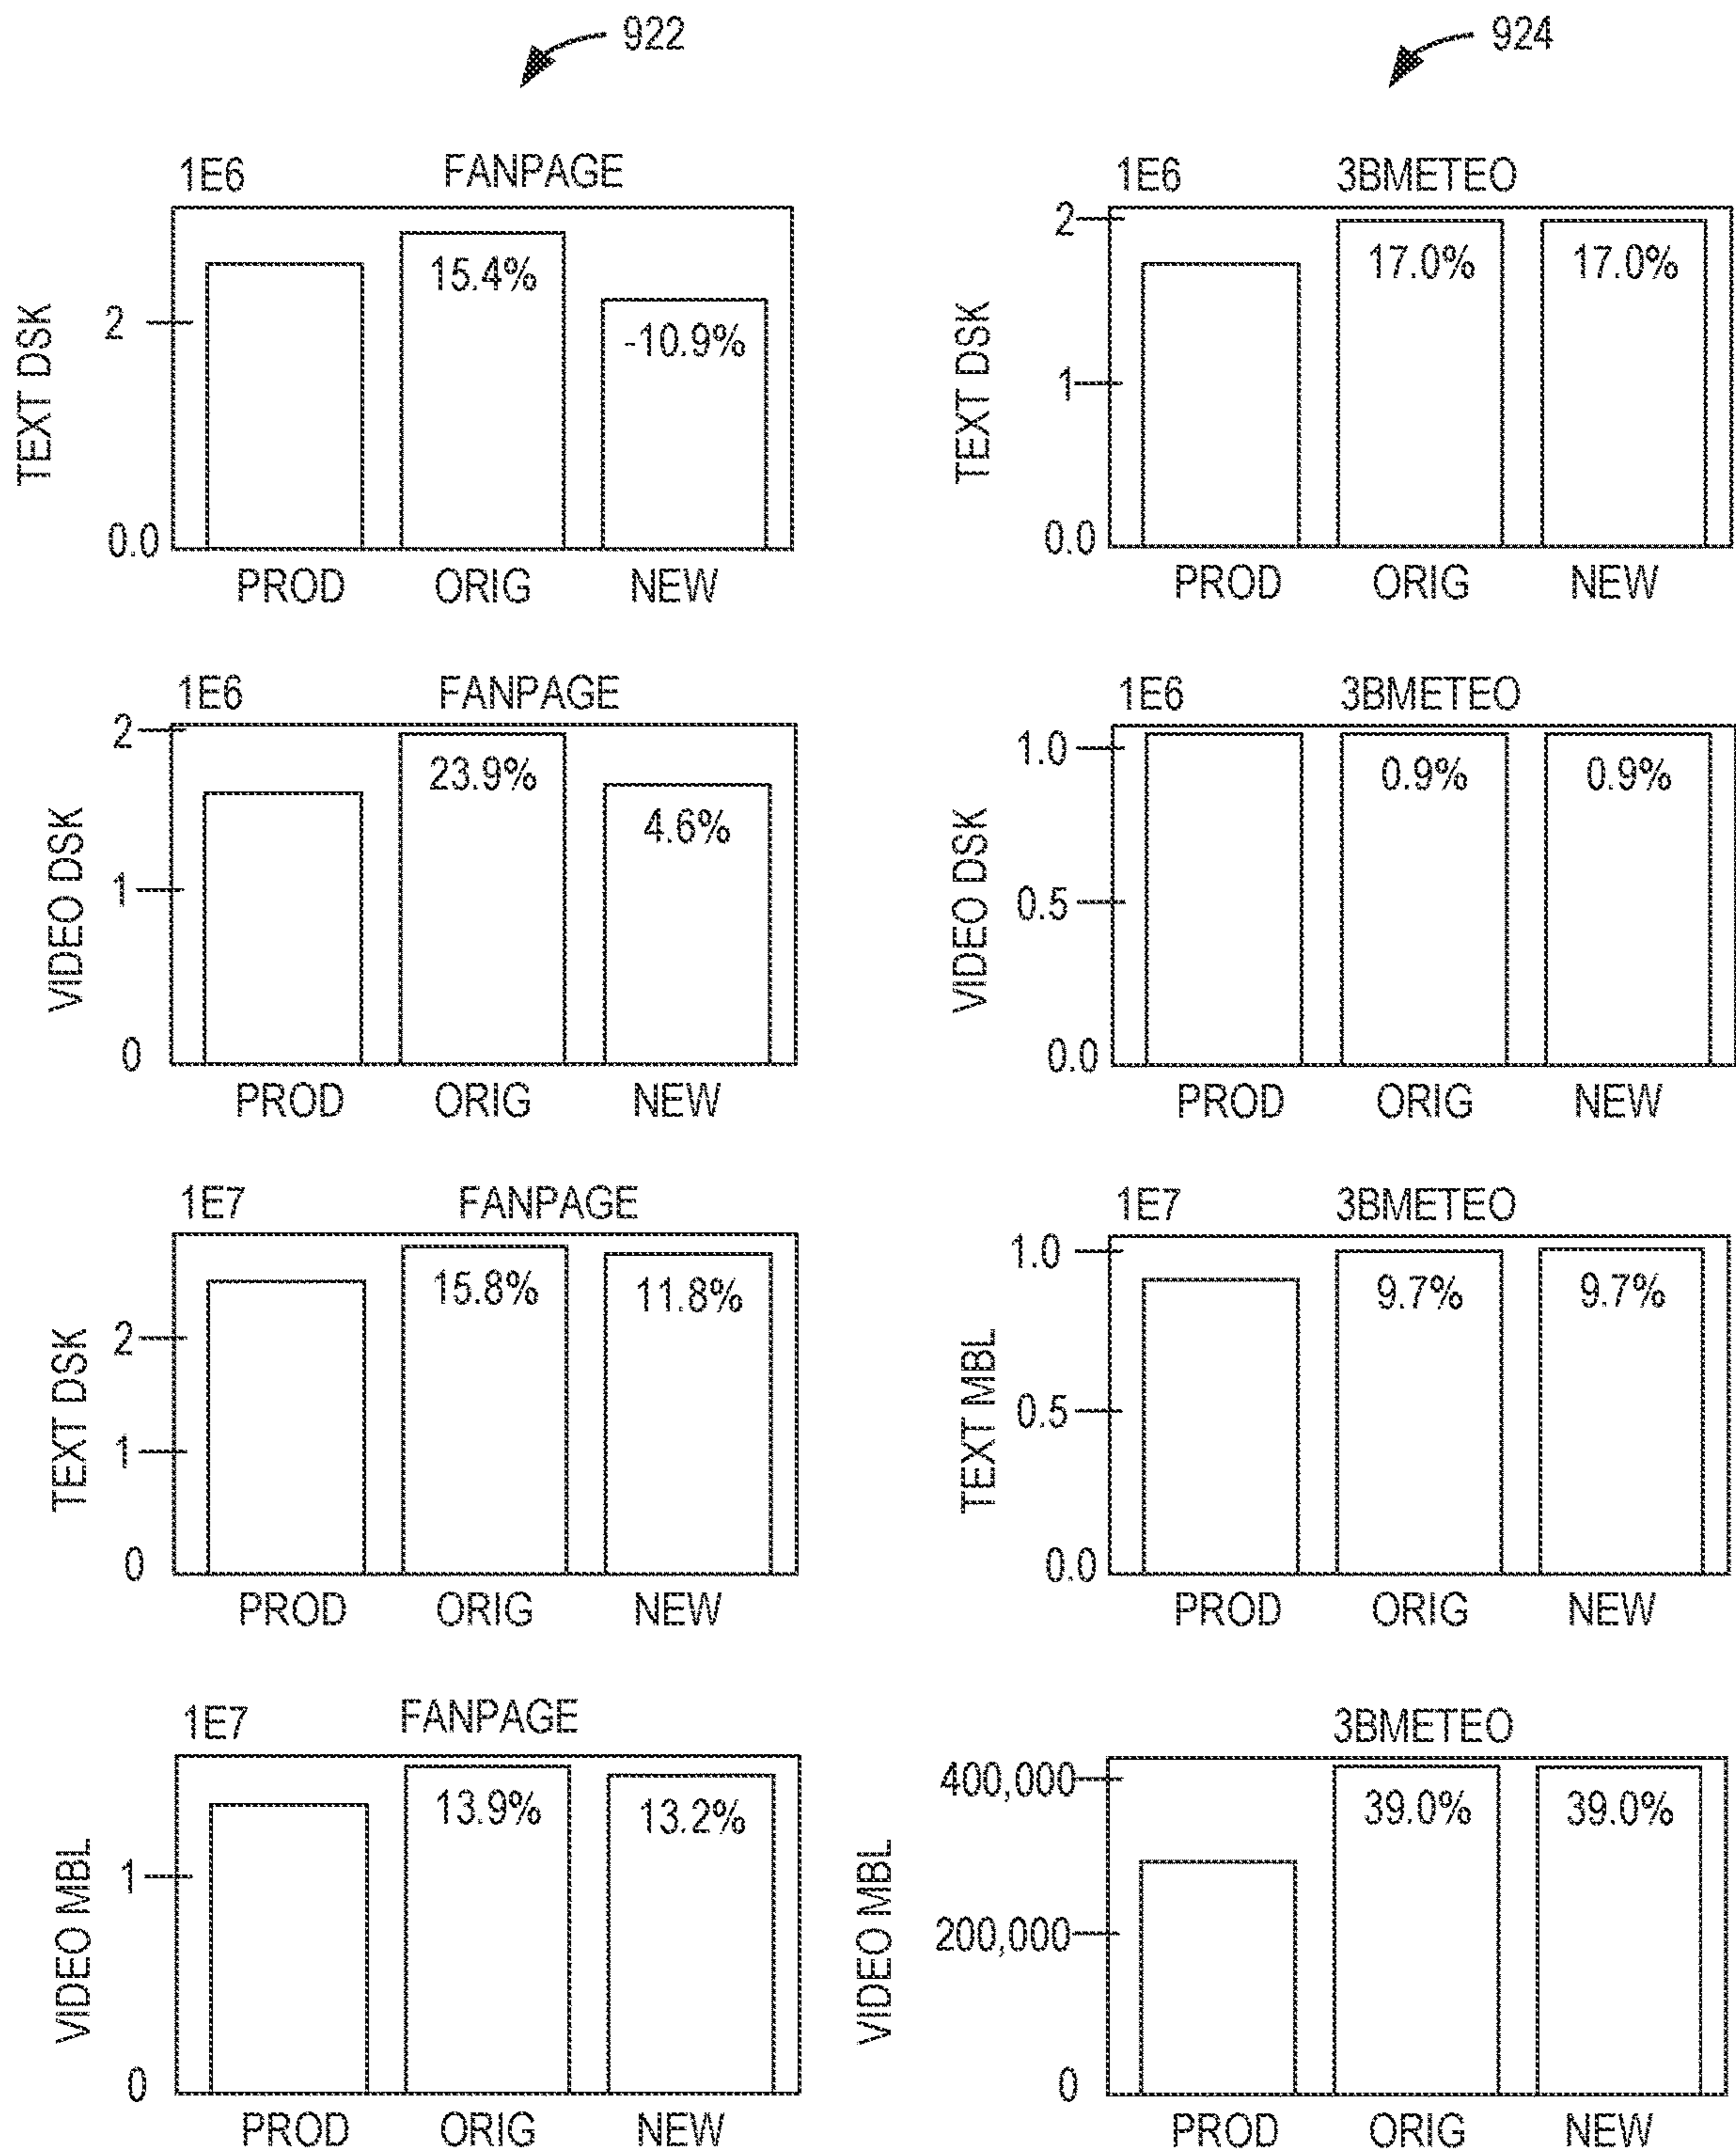 922
924
1E6 FANPAGE
TEXT DSK
2
0.0
15.4%
-10.9%
PROD ORIG NEW
1E6 3BMETEO
TEXT DSK
2
1
0.0
17.0% 17.0%
PROD ORIG NEW
1E6 FANPAGE
VIDEO DSK
2
1
0
23.9%
4.6%
PROD ORIG NEW
1E6 3BMETEO
VIDEO DSK
1.0
0.5
0.0
0.9% 0.9%
PROD ORIG NEW
1E7 FANPAGE
TEXT DSK
2
1
0
15.8% 11.8%
PROD ORIG NEW
1E7 3BMETEO
TEXT MBL
1.0
0.5
0.0
9.7% 9.7%
PROD ORIG NEW
1E7 FANPAGE
VIDEO MBL
1
0
13.9% 13.2%
PROD ORIG NEW
3BMETEO
VIDEO MBL
400,000
200,000
0
39.0% 39.0%
PROD ORIG NEW